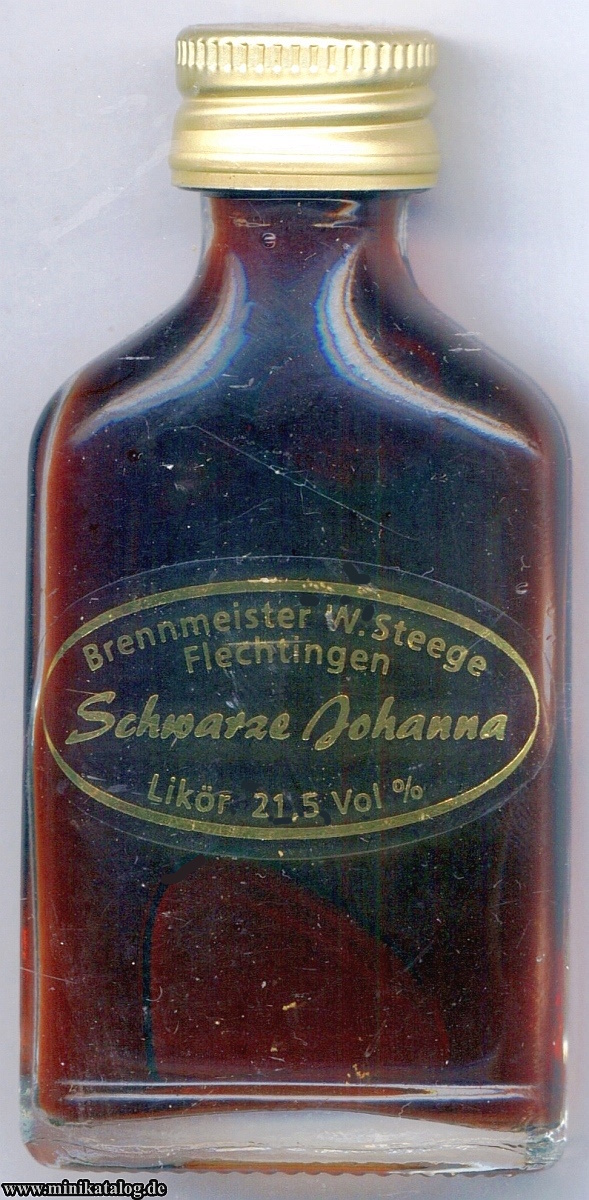 Brennmeister W. Steege
Flechtingen
Schwarze Johanna
Likör 21,5 Vol %
www.minikatalog.de